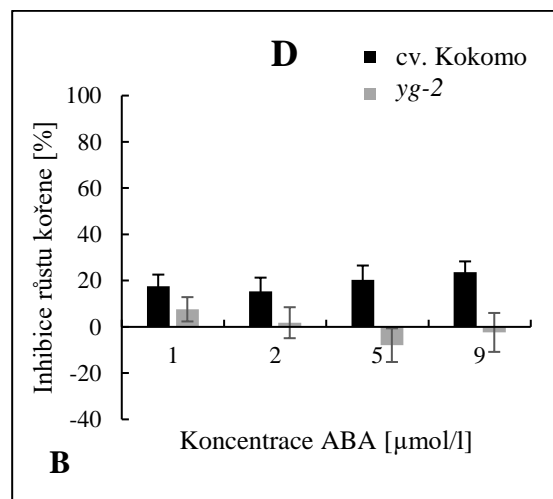 D
cv. Kokomo
yg-2
100
80
60
40
20
0
-20
-40
Inhibice růstu kořene [%]
1 2 5 9
Koncentrace ABA [µmol/l]
B